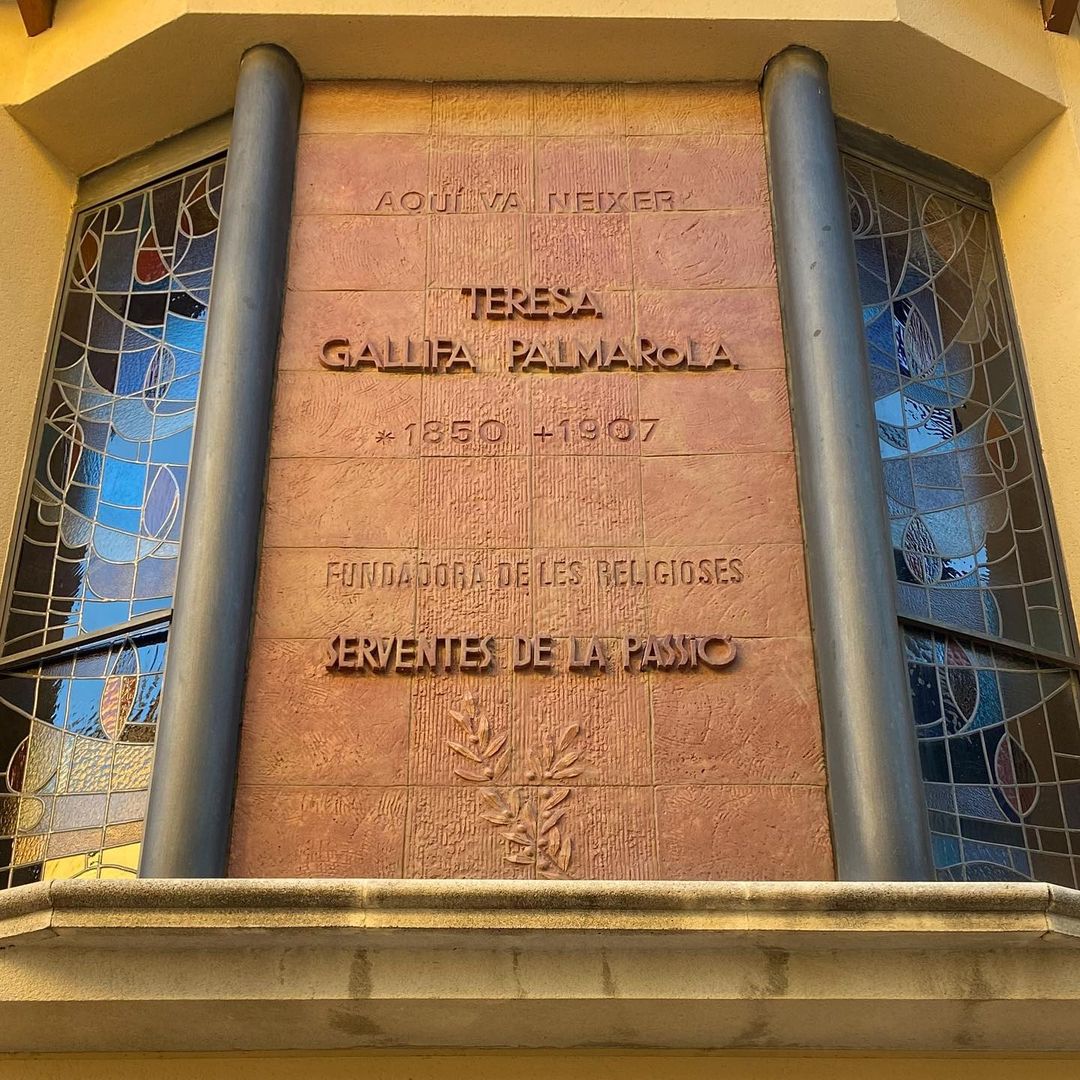 AQUÍ VA NEIXER
TERESA
GALLIFA PALMAROLA
*1850 +1907
FUNDADORA DE LES RELIGIOSES
SERVENTES DE LA PASSIÓ